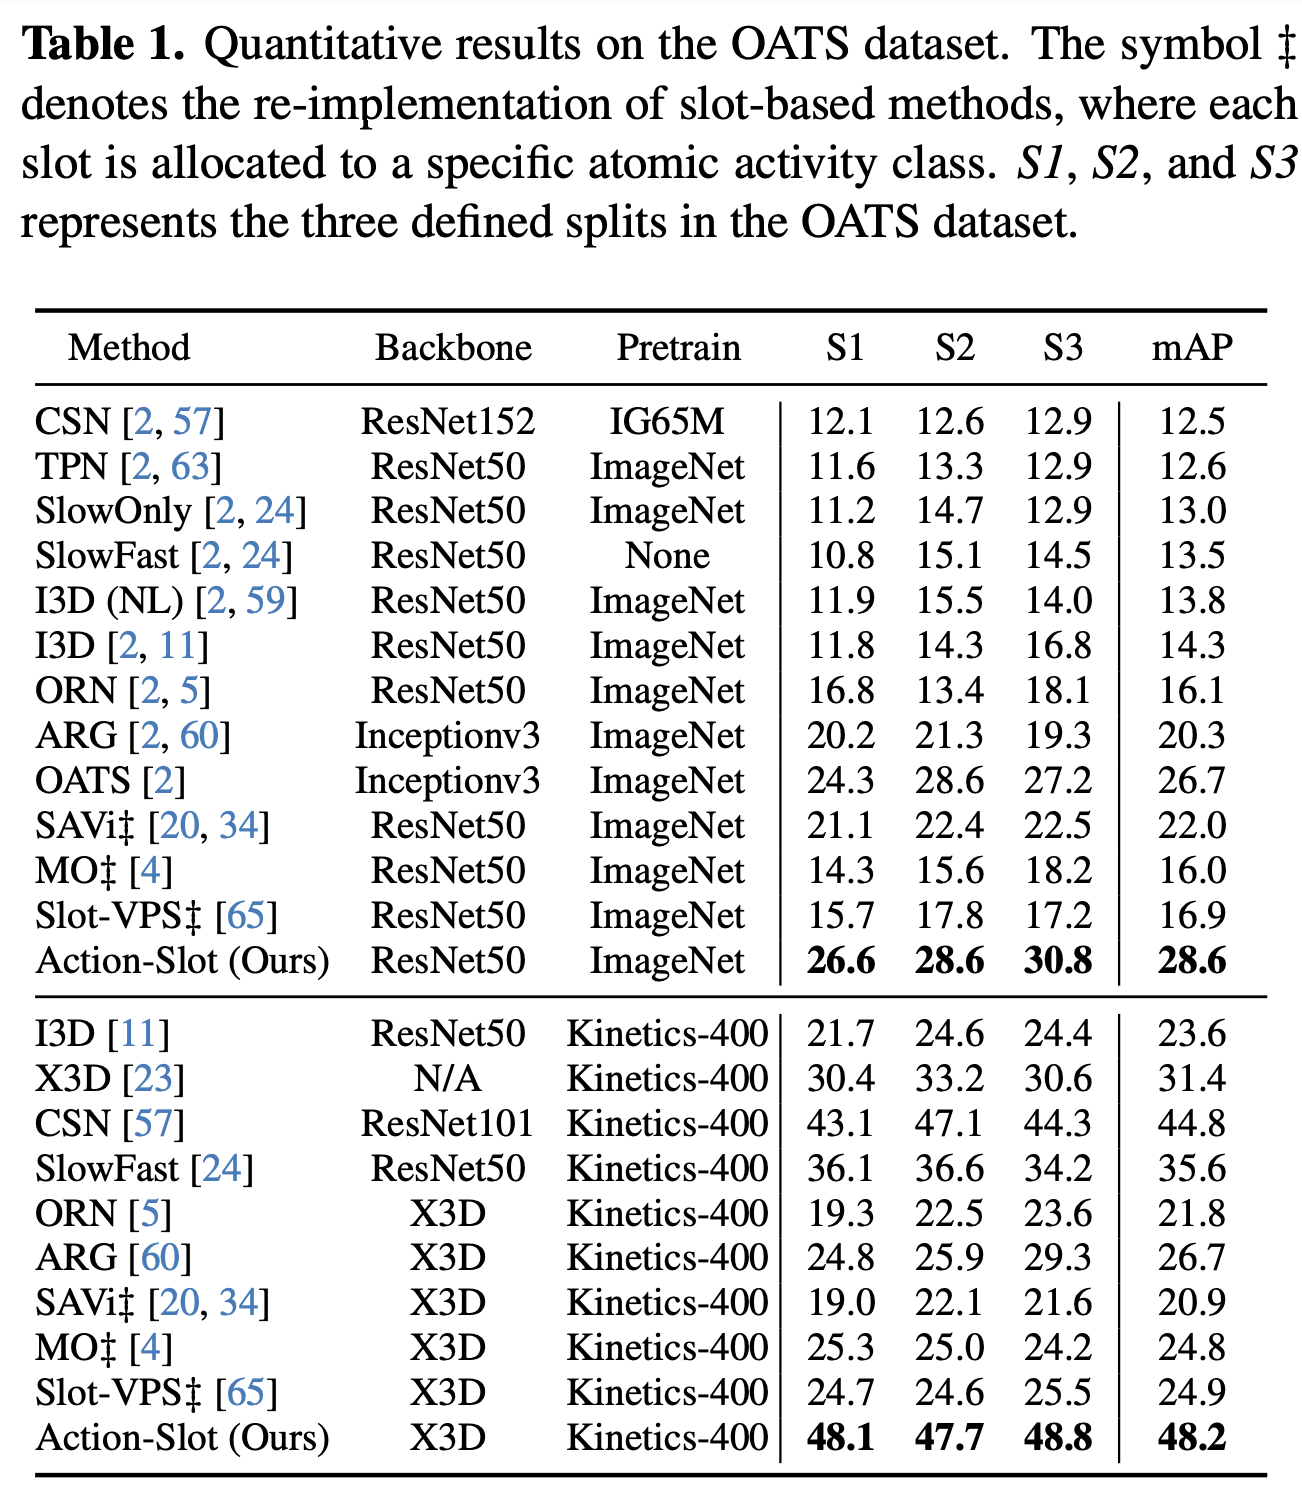 Table 1. Quantitative results on the OATS dataset. The symbol ‡
denotes the re-implementation of slot-based methods, where each
slot is allocated to a specific atomic activity class. S1, S2, and S3
represents the three defined splits in the OATS dataset.
Method Backbone Pretrain S1 S2 S3 mAP
CSN [2, 57] ResNet152 IG65M 12.1 12.6 12.9 12.5
TPN [2, 63] ResNet50 ImageNet 11.6 13.3 12.9 12.6
SlowOnly [2, 24] ResNet50 ImageNet 11.2 14.7 12.9 13.0
SlowFast [2, 24] ResNet50 None 10.8 15.1 14.5 13.5
I3D (NL) [2, 59] ResNet50 ImageNet 11.9 15.5 14.0 13.8
I3D [2, 11] ResNet50 ImageNet 11.8 14.3 16.8 14.3
ORN [2, 5] ResNet50 ImageNet 16.8 13.4 18.1 16.1
ARG [2, 60] Inceptionv3 ImageNet 20.2 21.3 19.3 20.3
OATS [2] Inceptionv3 ImageNet 24.3 28.6 27.2 26.7
SAVi‡ [20, 34] ResNet50 ImageNet 21.1 22.4 22.5 22.0
MO‡ [4] ResNet50 ImageNet 14.3 15.6 18.2 16.0
Slot-VPS‡ [65] ResNet50 ImageNet 15.7 17.8 17.2 16.9
Action-Slot (Ours) ResNet50 ImageNet 26.6 28.6 30.8 28.6
I3D [11] ResNet50 Kinetics-400 21.7 24.6 24.4 23.6
X3D [23] N/A Kinetics-400 30.4 33.2 30.6 31.4
CSN [57] ResNet101 Kinetics-400 43.1 47.1 44.3 44.8
SlowFast [24] ResNet50 Kinetics-400 36.1 36.6 34.2 35.6
ORN [5] X3D Kinetics-400 19.3 22.5 23.6 21.8
ARG [60] X3D Kinetics-400 24.8 25.9 29.3 26.7
SAVi‡ [20, 34] X3D Kinetics-400 19.0 22.1 21.6 20.9
MO‡ [4] X3D Kinetics-400 25.3 25.0 24.2 24.8
Slot-VPS‡ [65] X3D Kinetics-400 24.7 24.6 25.5 24.9
Action-Slot (Ours) X3D Kinetics-400 48.1 47.7 48.8 48.2